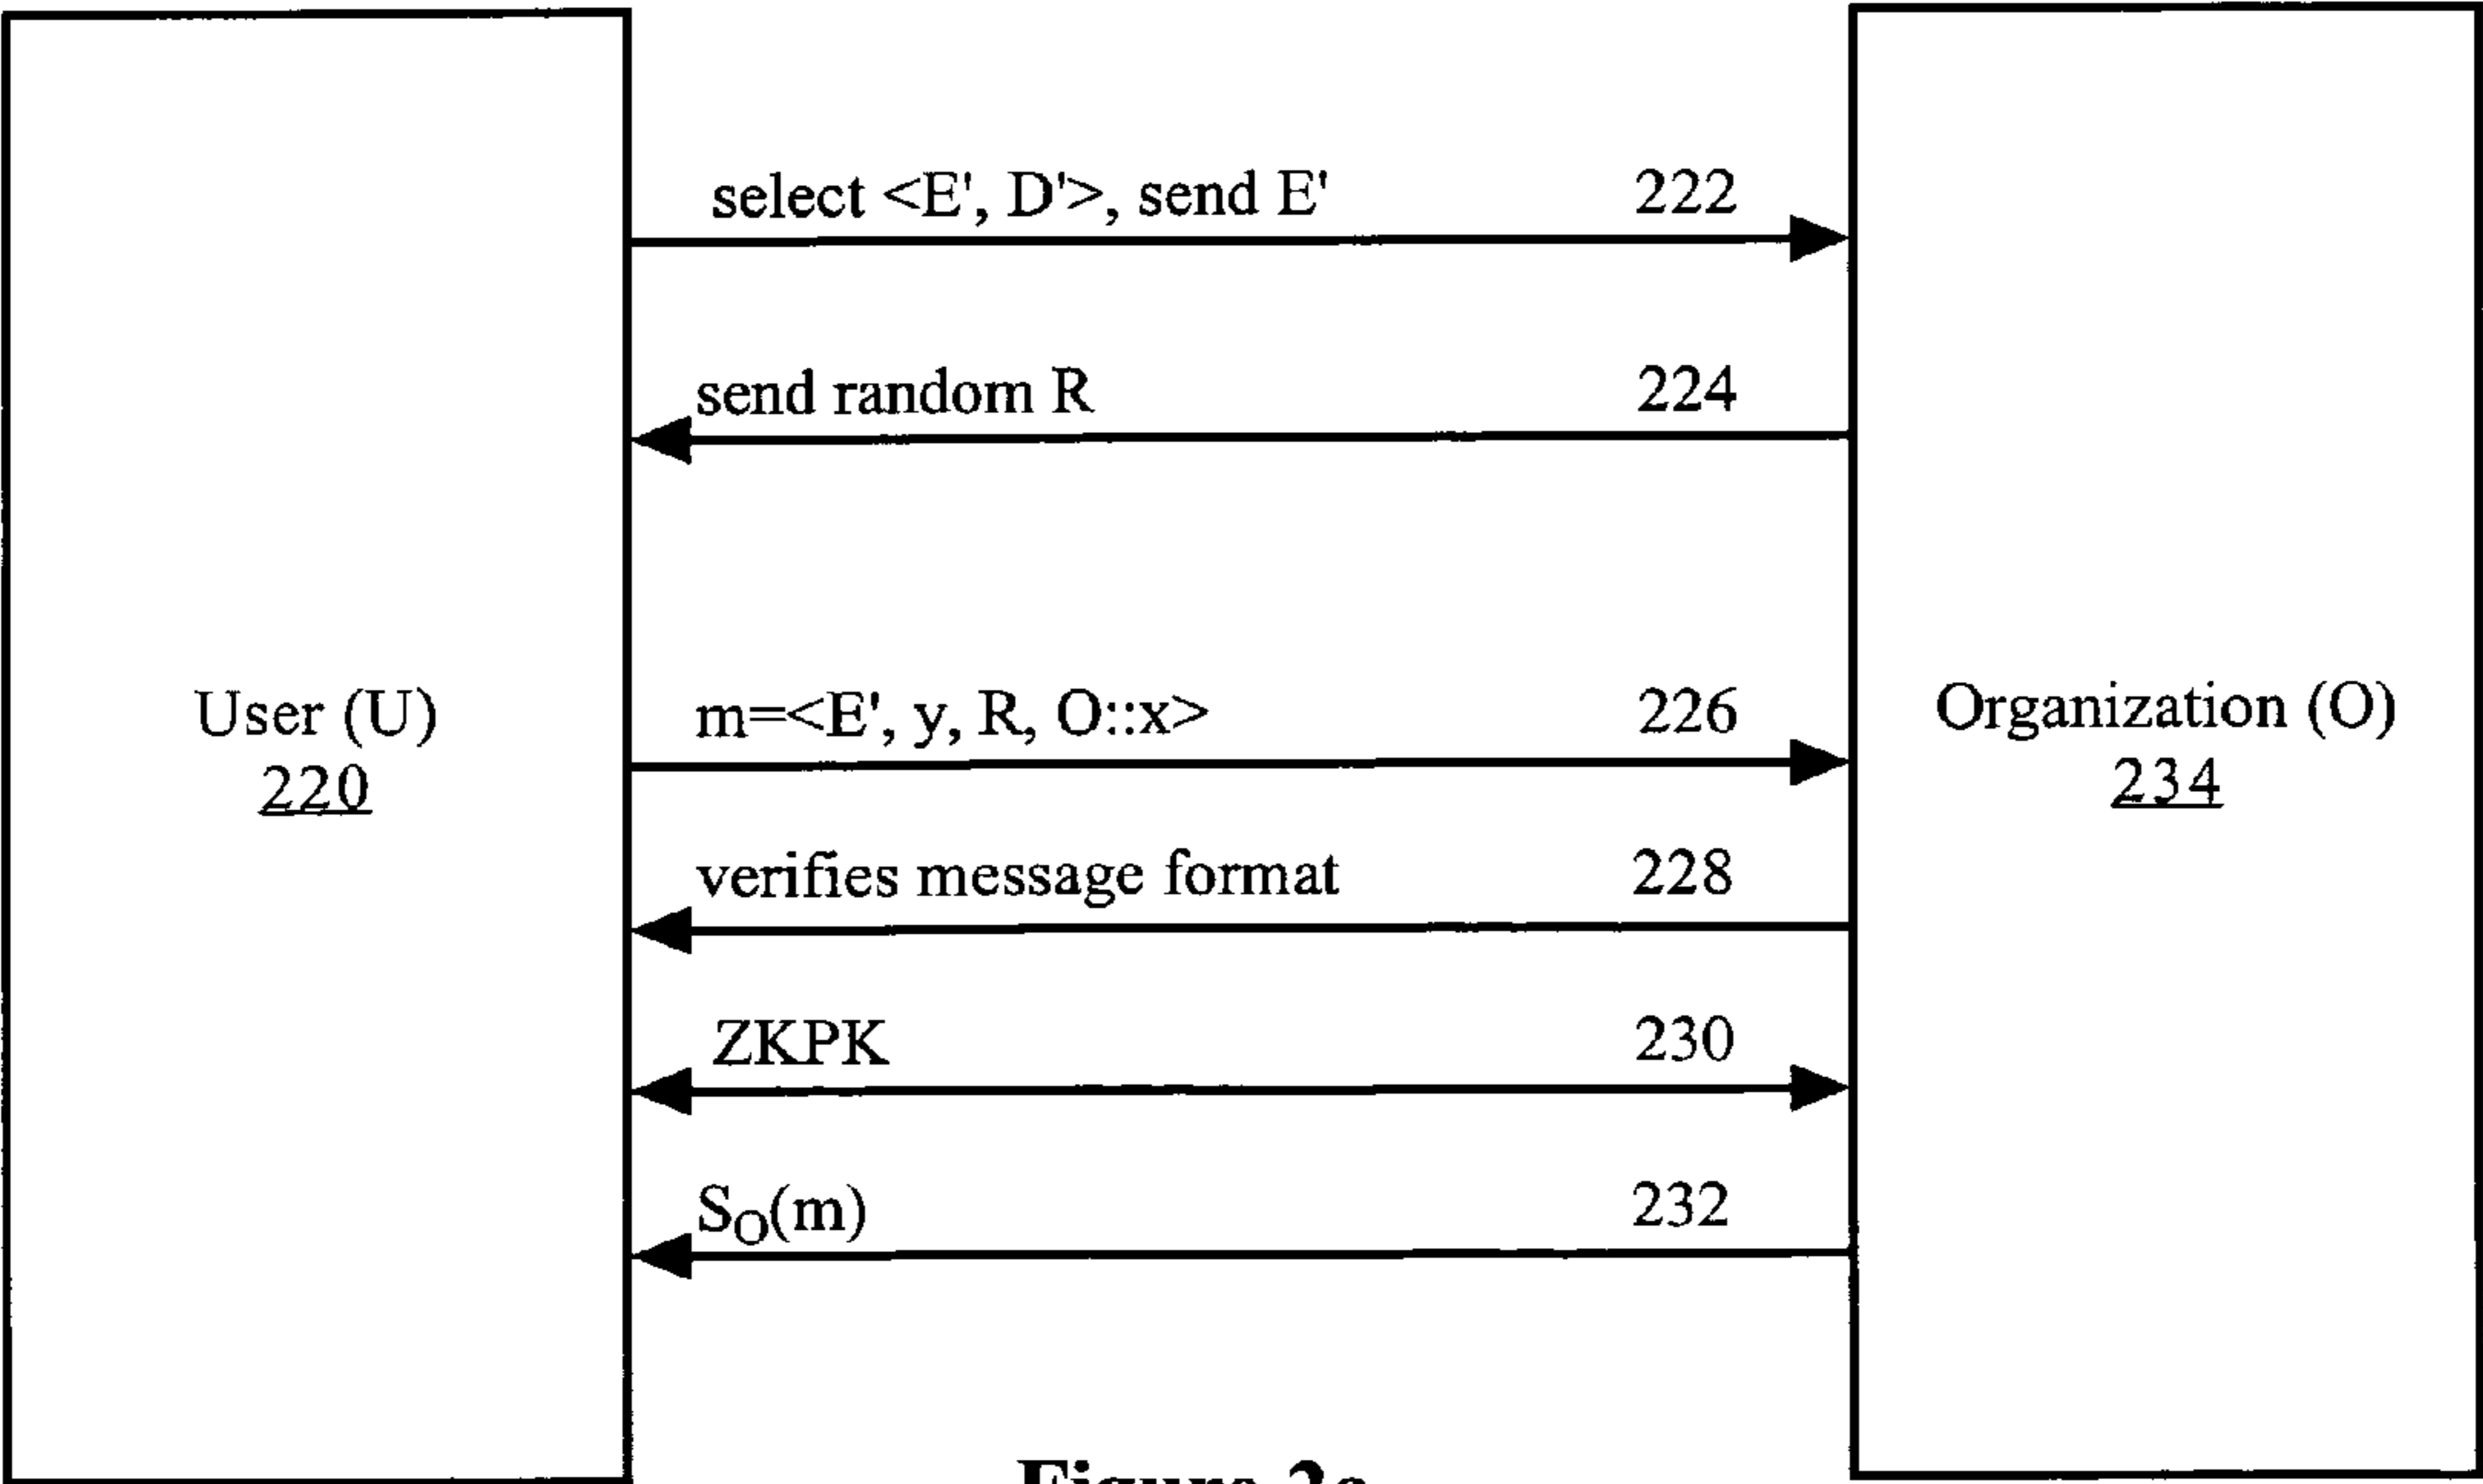 select <E', D'>, send E' 222
send random R 224
User (U)
220
m=<E', y, R, O::x> 226
Organization (O)
234
verifies message format 228
ZKPK 230
SO(m) 232
Figure